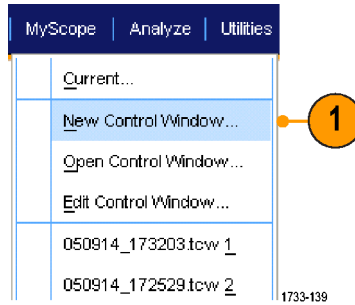 MyScope | Analyze | Utilities
Current...
New Control Window...
1
Open Control Window...
Edit Control Window...
050914_173203.tcw 1
050914_172529.tcw 2
1733-139